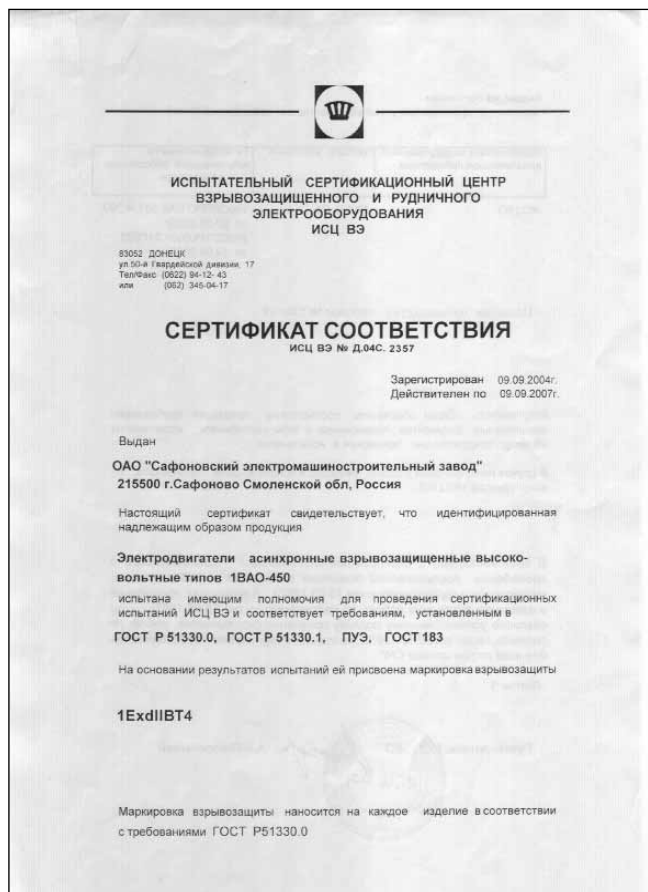 ИСПЫТАТЕЛЬНЫЙ СЕРТИФИКАЦИОННЫЙ ЦЕНТР
ВЗРЫВОЗАЩИЩЕННОГО И РУДНИЧНОГО
ЭЛЕКТРООБОРУДОВАНИЯ
ИСЦ ВЭ
83052 ДОНЕЦК
ул.50-й Гвардейской дивизии, 17
Тел/Факс (0622) 94-12- 43
или (062) 345-04-17
СЕРТИФИКАТ СООТВЕТСТВИЯ
ИСЦ ВЭ № Д.04С. 2357
Зарегистрирован 09.09.2004г.
Действителен по 09.09.2007г.
Выдан
ОАО "Сафоновский электромашиностроительный завод"
215500 г.Сафоново Смоленской обл, Россия
Настоящий сертификат свидетельствует, что идентифицированная
надлежащим образом продукция
Электродвигатели асинхронные взрывозащищенные высоко-
вольтные типов 1ВАО-450
испытана имеющим полномочия для проведения сертификационных
испытаний ИСЦ ВЭ и соответствует требованиям, установленным в
ГОСТ Р 51330.0, ГОСТ Р 51330.1, ПУЭ, ГОСТ 183
На основании результатов испытаний ей присвоена маркировка взрывозащиты
1ExdIIBT4
Маркировка взрывозащиты наносится на каждое изделие в соответствии
с требованиями ГОСТ Р51330.0